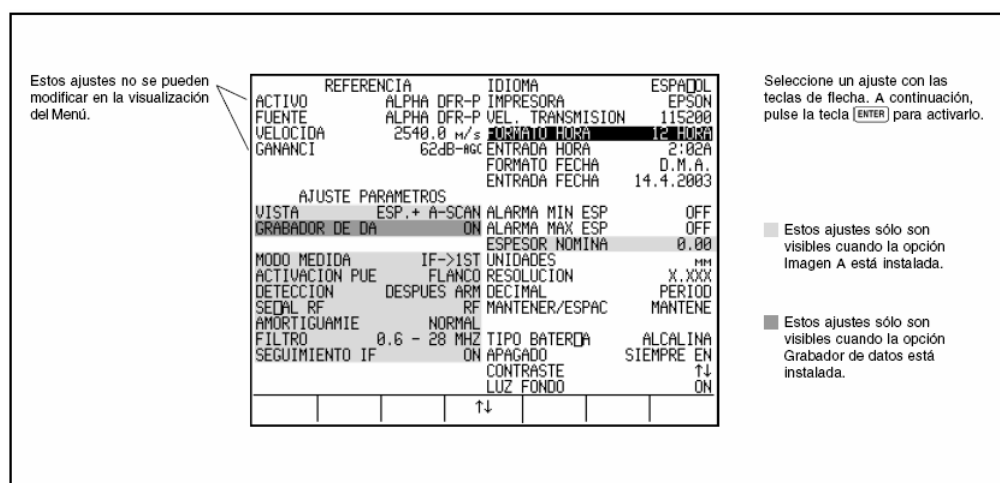 Estos ajustes no se pueden
modificar en la visualización
del Menú.
REFERENCIA
ACTIVO ALPHA DFR-P
FUENTE ALPHA DFR-P
VELOCIDA 2540.0 M/s
GANANCI 62dB-AGC
AJUSTE PARAMETROS
VISTA ESP.+ A-SCAN
GRABADOR DE DA ON
MODO MEDIDA IF->1ST
ACTIVACION PUE FLANCO
DETECCION DESPUES ARM
SE▯AL RF RF
AMORTIGUAMIE NORMAL
FILTRO 0.6 - 28 MHZ
SEGUIMIENTO IF ON
IDIOMA ESPA▯OL
IMPRESORA EPSON
VEL. TRANSMISION 115200
FORMATO HORA 12 HORA
ENTRADA HORA 2:02A
FORMATO FECHA D.M.A.
ENTRADA FECHA 14.4.2003
ALARMA MIN ESP OFF
ALARMA MAX ESP OFF
ESPESOR NOMINA 0.00
UNIDADES MM
RESOLUCION X.XXX
DECIMAL PERIOD
MANTENER/ESPAC MANTENE
TIPO BATER▯A ALCALINA
APAGADO SIEMPRE EN
CONTRASTE ↑↓
LUZ FONDO ON
↑↓
Seleccione un ajuste con las
teclas de flecha. A continuación,
pulse la tecla ENTER para activarlo.
Estos ajustes sólo son
visibles cuando la opción
Imagen A está instalada.
Estos ajustes sólo son
visibles cuando la opción
Grabador de datos está
instalada.